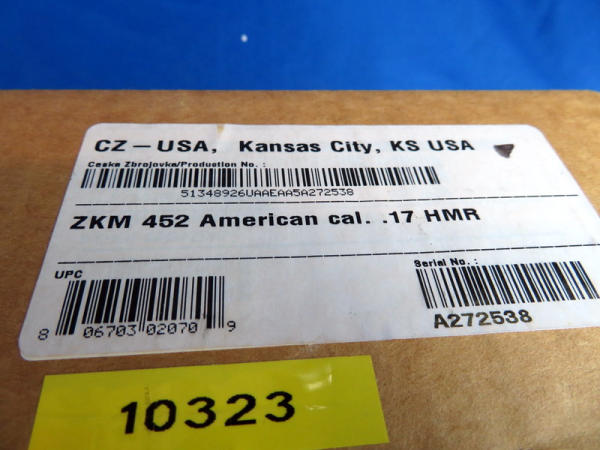 CZ-USA, Kansas City, KS USA
Ceska Zbrojovka/Production No. :
51348926UAAEAA5A272538
ZKM 452 American cal. .17 HMR
UPC
Serial No. :
8 06703 02070 9
A272538
10323